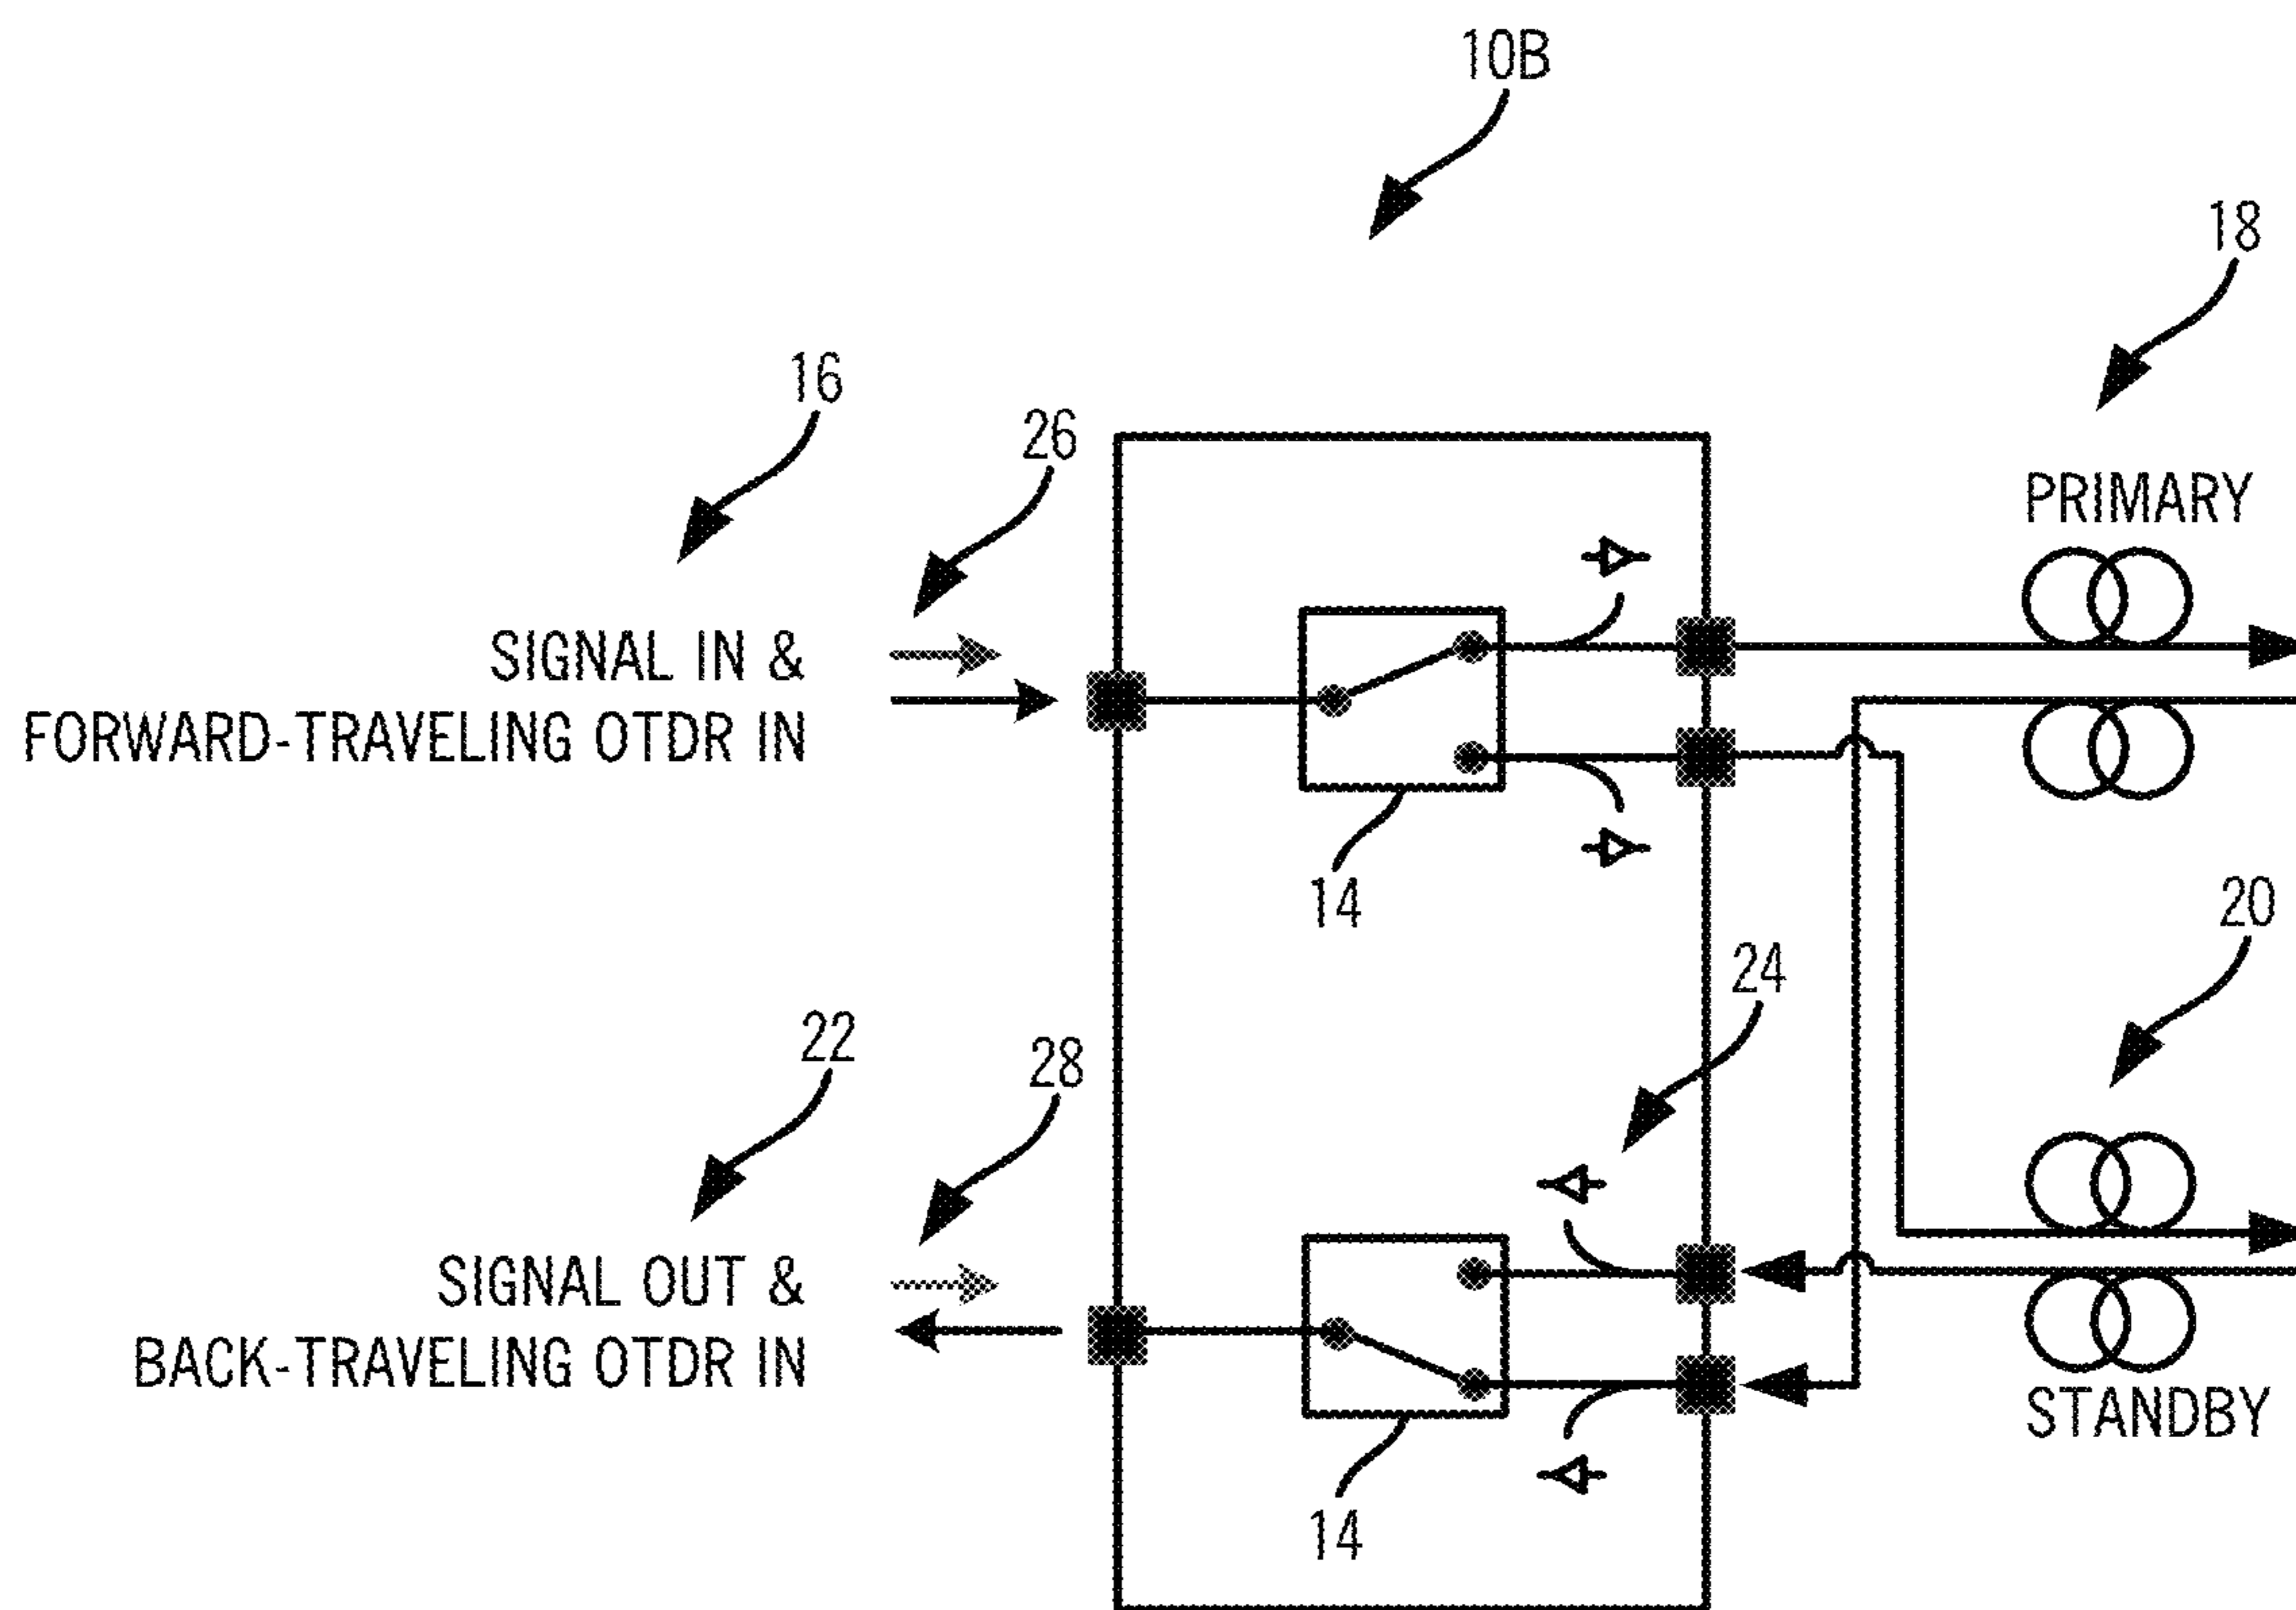 10B
18
16
26
PRIMARY
SIGNAL IN &
FORWARD-TRAVELING OTDR IN
14
20
24
22
28
SIGNAL OUT &
BACK-TRAVELING OTDR IN
STANDBY
14